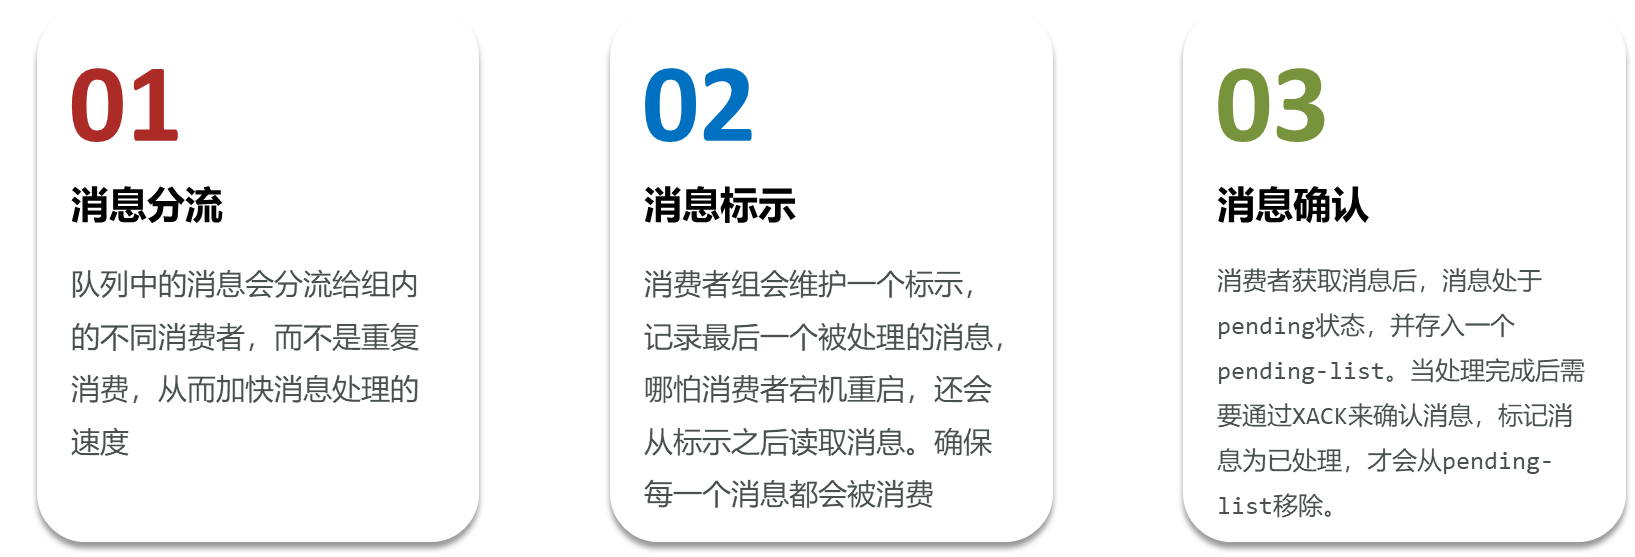 01
消息分流
队列中的消息会分流给组内
的不同消费者，而不是重复
消费，从而加快消息处理的
速度
02
消息标示
消费者组会维护一个标示，
记录最后一个被处理的消息，
哪怕消费者宕机重启，还会
从标示之后读取消息。确保
每一个消息都会被消费
03
消息确认
消费者获取消息后，消息处于
pending状态，并存入一个
pending-list。当处理完成后需
要通过XACK来确认消息，标记消
息为已处理，才会从pending-
list移除。